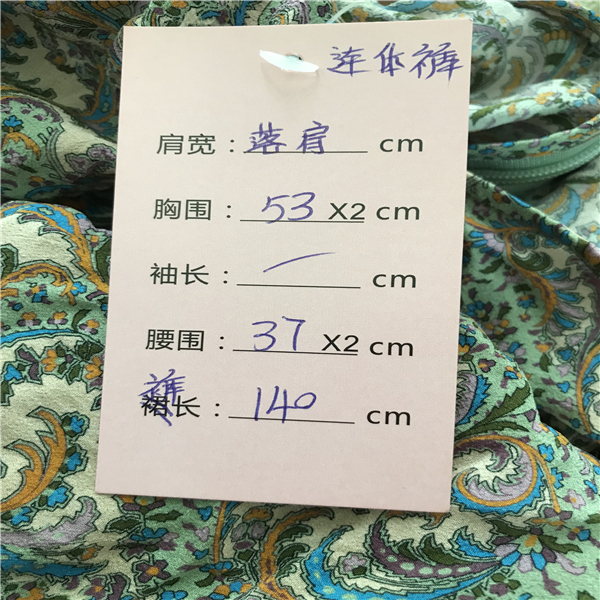 连体裤
肩宽：落肩 cm
胸围：53 X2 cm
袖长：一 cm
腰围：37 X2 cm
裤长：140 cm